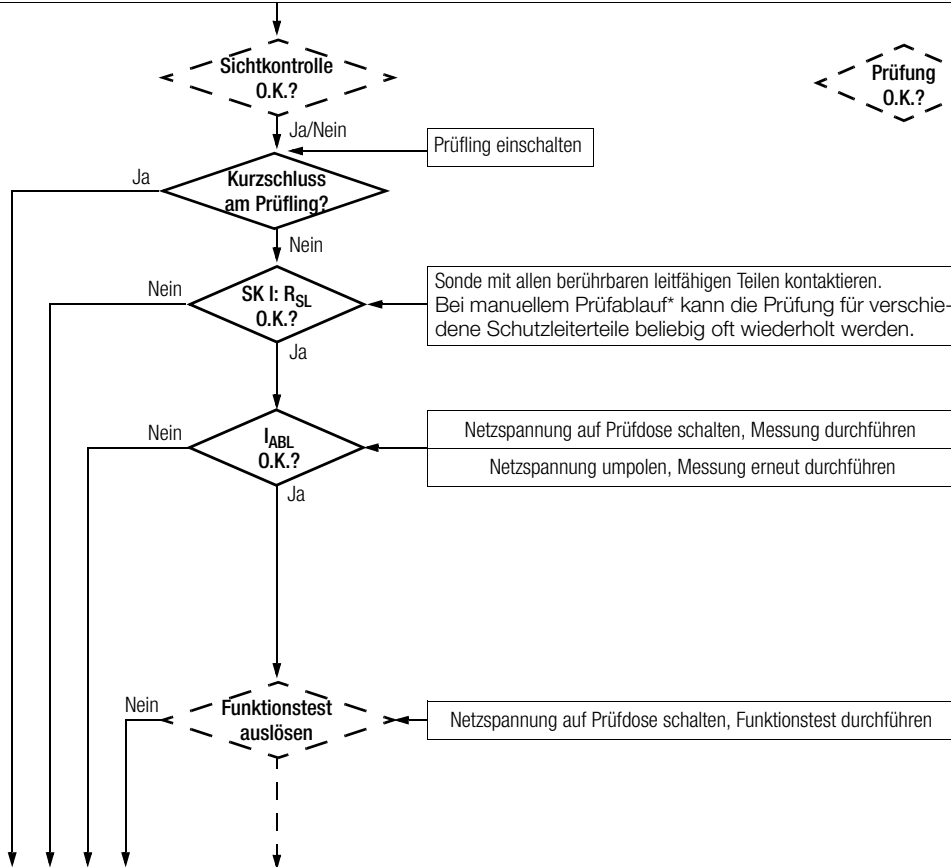 Sichtkontrolle
O.K.?
Prüfung
O.K.?
Ja/Nein
Prüfling einschalten
Ja
Kurzschluss
am Prüfling?
Nein
Nein
SK I: RSL
O.K.?
Sonde mit allen berührbaren leitfähigen Teilen kontaktieren.
Bei manuellem Prüfablauf* kann die Prüfung für verschie-
dene Schutzleiterteile beliebig oft wiederholt werden.
Ja
Nein
IABL
O.K.?
Netzspannung auf Prüfdose schalten, Messung durchführen
Netzspannung umpolen, Messung erneut durchführen
Ja
Nein
Funktionstest
auslösen
Netzspannung auf Prüfdose schalten, Funktionstest durchführen